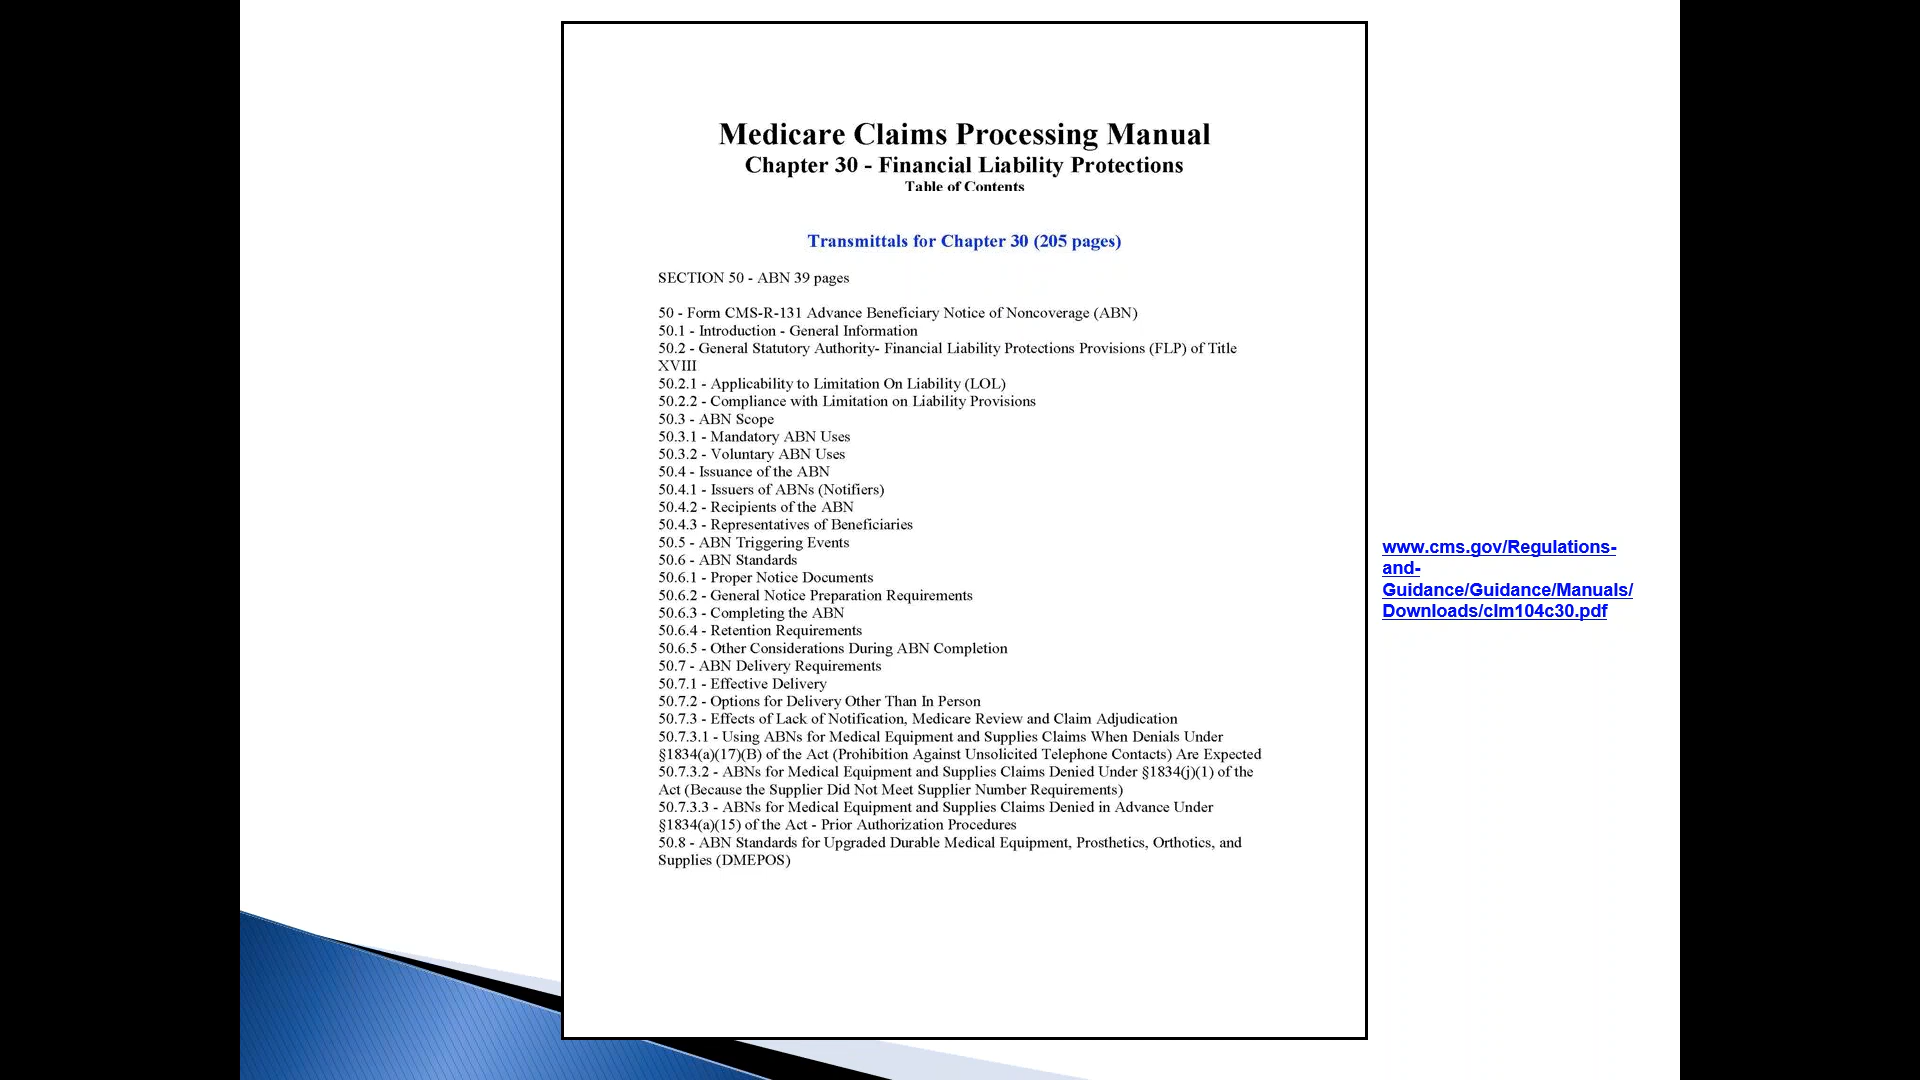 Medicare Claims Processing Manual
Chapter 30 - Financial Liability Protections
Table of Contents
Transmittals for Chapter 30 (205 pages)
SECTION 50 - ABN 39 pages
50 - Form CMS-R-131 Advance Beneficiary Notice of Noncoverage (ABN)
50.1 - Introduction - General Information
50.2 - General Statutory Authority- Financial Liability Protections Provisions (FLP) of Title
XVIII
50.2.1 - Applicability to Limitation On Liability (LOL)
50.2.2 - Compliance with Limitation on Liability Provisions
50.3 - ABN Scope
50.3.1 - Mandatory ABN Uses
50.3.2 - Voluntary ABN Uses
50.4 - Issuance of the ABN
50.4.1 - Issuers of ABNs (Notifiers)
50.4.2 - Recipients of the ABN
50.4.3 - Representatives of Beneficiaries
50.5 - ABN Triggering Events
50.6 - ABN Standards
50.6.1 - Proper Notice Documents
50.6.2 - General Notice Preparation Requirements
50.6.3 - Completing the ABN
50.6.4 - Retention Requirements
50.6.5 - Other Considerations During ABN Completion
50.7 - ABN Delivery Requirements
50.7.1 - Effective Delivery
50.7.2 - Options for Delivery Other Than In Person
50.7.3 - Effects of Lack of Notification, Medicare Review and Claim Adjudication
50.7.3.1 - Using ABNs for Medical Equipment and Supplies Claims When Denials Under
§1834(a)(17)(B) of the Act (Prohibition Against Unsolicited Telephone Contacts) Are Expected
50.7.3.2 - ABNs for Medical Equipment and Supplies Claims Denied Under §1834(j)(1) of the
Act (Because the Supplier Did Not Meet Supplier Number Requirements)
50.7.3.3 - ABNs for Medical Equipment and Supplies Claims Denied in Advance Under
§1834(a)(15) of the Act - Prior Authorization Procedures
50.8 - ABN Standards for Upgraded Durable Medical Equipment, Prosthetics, Orthotics, and
Supplies (DMEPOS)
www.cms.gov/Regulations-
and-
Guidance/Guidance/Manuals/
Downloads/clm104c30.pdf